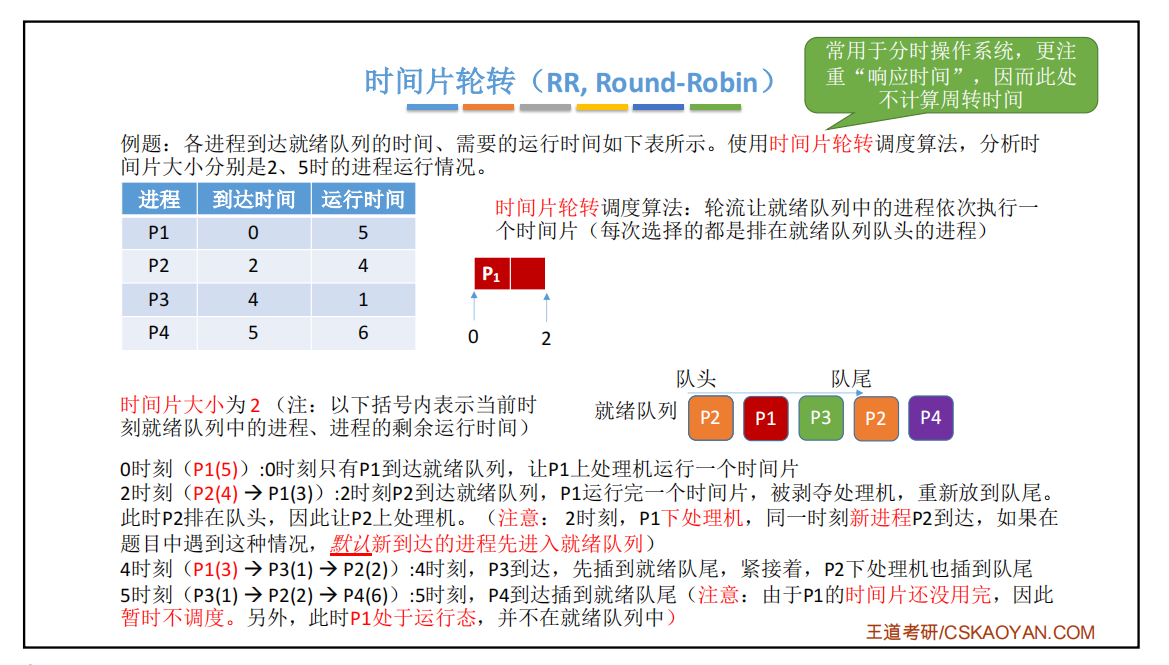 时间片轮转（RR, Round-Robin）
常用于分时操作系统，更注
重“响应时间”，因而此处
不计算周转时间
例题：各进程到达就绪队列的时间、需要的运行时间如下表所示。使用时间片轮转调度算法，分析时
间片大小分别是2、5时的进程运行情况。
进程 到达时间 运行时间
P1 0 5
P2 2 4
P3 4 1
P4 5 6
时间片轮转调度算法：轮流让就绪队列中的进程依次执行一
个时间片（每次选择的都是排在就绪队列队头的进程）
P1
0 2
队头 队尾
就绪队列 P2 P1 P3 P2 P4
时间片大小为 2 （注：以下括号内表示当前时
刻就绪队列中的进程、进程的剩余运行时间）
0时刻（P1(5)）:0时刻只有P1到达就绪队列，让P1上处理机运行一个时间片
2时刻（P2(4) → P1(3)）:2时刻P2到达就绪队列，P1运行完一个时间片，被剥夺处理机，重新放到队尾。
此时P2排在队头，因此让P2上处理机。（注意： 2时刻，P1下处理机，同一时刻新进程P2到达，如果在
题目中遇到这种情况，默认新到达的进程先进入就绪队列）
4时刻（P1(3) → P3(1) → P2(2)）:4时刻，P3到达，先插到就绪队尾，紧接着，P2下处理机也插到队尾
5时刻（P3(1) → P2(2) → P4(6)）:5时刻，P4到达插到就绪队尾（注意：由于P1的时间片还没用完，因此
暂时不调度。另外，此时P1处于运行态，并不在就绪队列中）
王道考研/CSKAOYAN.COM